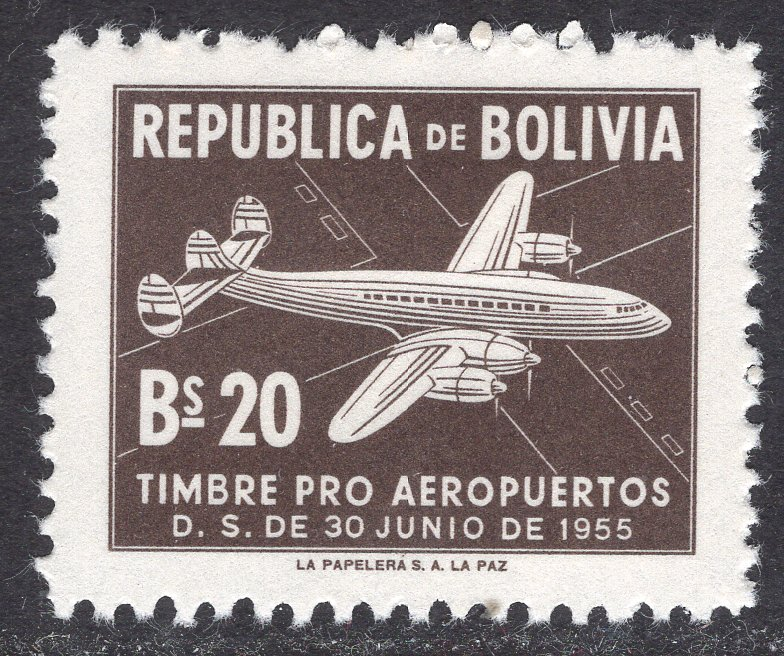 REPUBLICA DE BOLIVIA
Bs 20
TIMBRE PRO AEROPUERTOS
D. S. DE 30 JUNIO DE 1955
LA PAPELERA S. A. LA PAZ